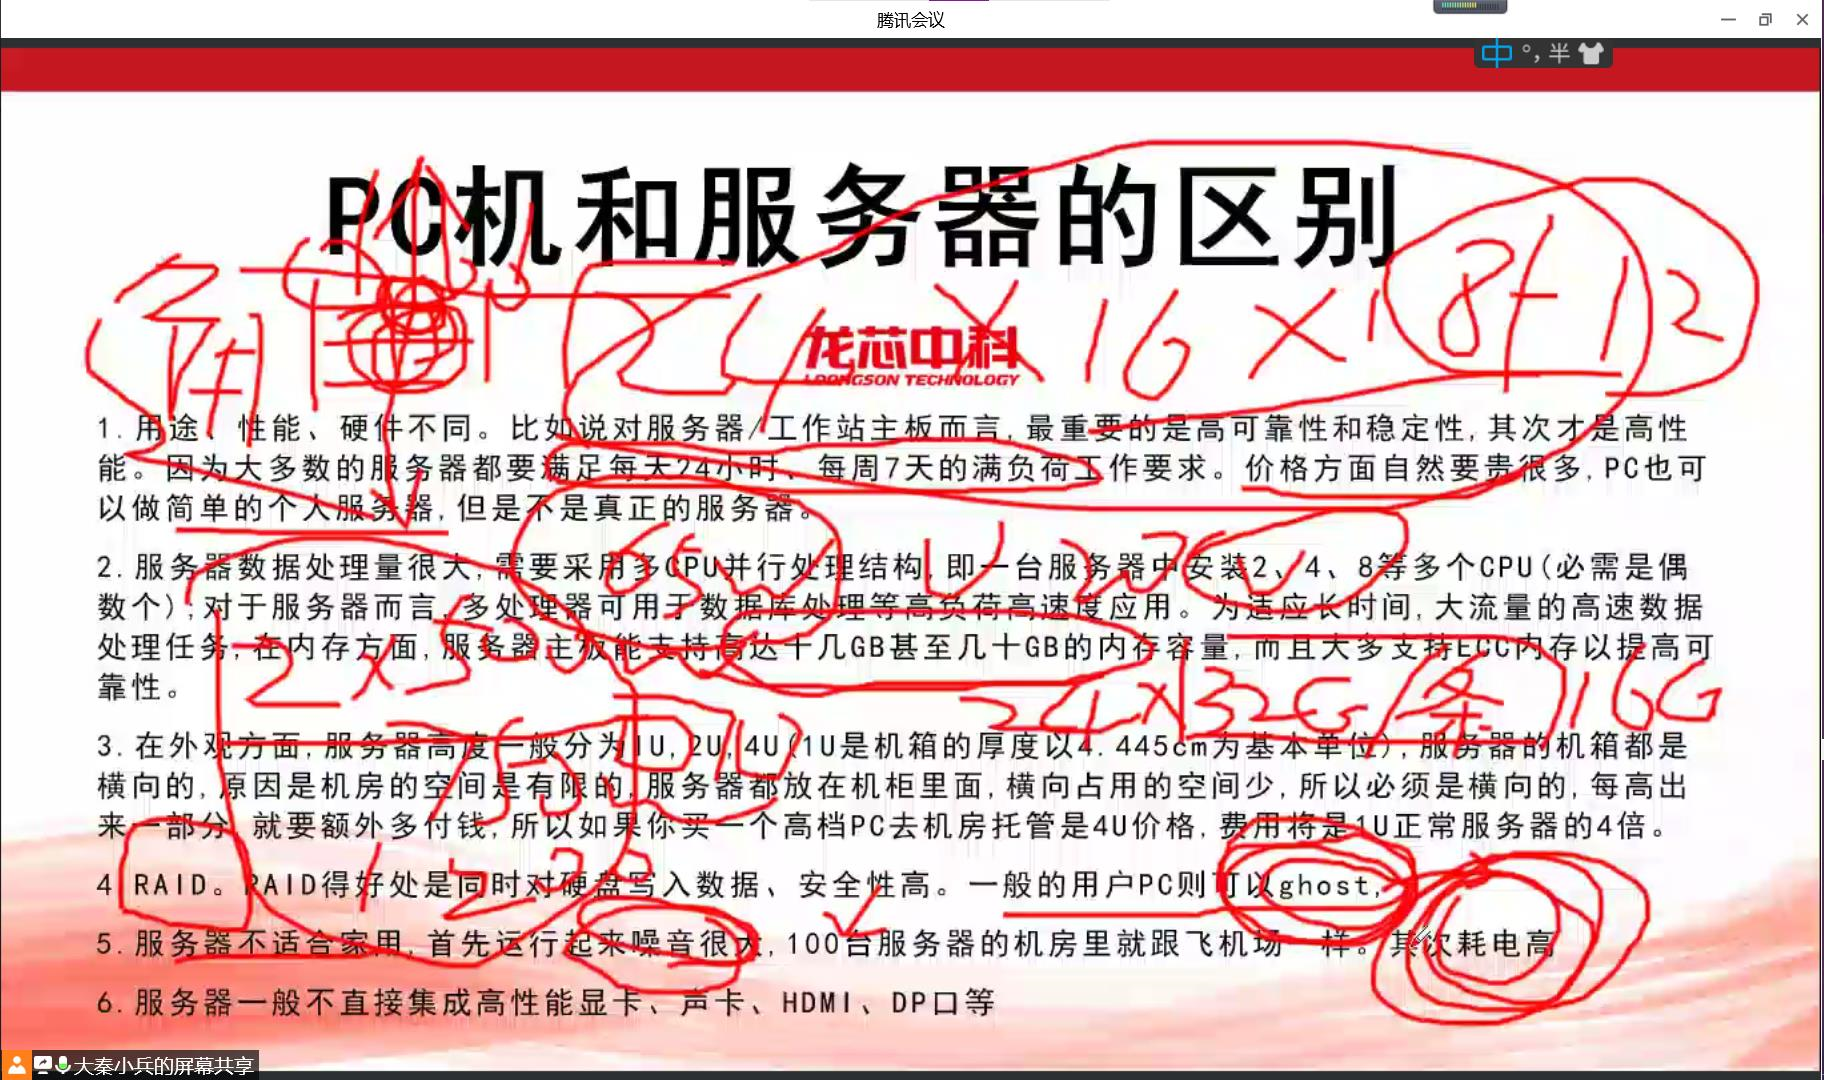 腾讯会议
中 °, 半
PC机和服务器的区别
龙芯中科
LOONGSON TECHNOLOGY
24 X 16 X 8+12
1. 用途、性能、硬件不同。比如说对服务器/工作站主板而言,最重要的是高可靠性和稳定性,其次才是高性
能。因为大多数的服务器都要满足每天24小时、每周7天的满负荷工作要求。价格方面自然要贵很多,PC也可
以做简单的个人服务器,但是不是真正的服务器。
65W
2. 服务器数据处理量很大,需要采用多CPU并行处理结构,即一台服务器中安装2、4、8等多个CPU(必需是偶
数个);对于服务器而言,多处理器可用于数据库处理等高负荷高速度应用。为适应长时间,大流量的高速数据
处理任务,在内存方面,服务器主板能支持高达十几GB甚至几十GB的内存容量,而且大多支持ECC内存以提高可
靠性。
24X32G/条 16G
3. 在外观方面,服务器高度一般分为1U,2U,4U(1U是机箱的厚度以4.445cm为基本单位),服务器的机箱都是
横向的,原因是机房的空间是有限的,服务器都放在机柜里面,横向占用的空间少,所以必须是横向的,每高出
来一部分,就要额外多付钱,所以如果你买一个高档PC去机房托管是4U价格,费用将是1U正常服务器的4倍。
4 RAID。RAID得好处是同时对硬盘写入数据、安全性高。一般的用户PC则可以ghost,
5. 服务器不适合家用,首先运行起来噪音很大,100台服务器的机房里就跟飞机场一样。其次耗电高
6. 服务器一般不直接集成高性能显卡、声卡、HDMI、DP口等
大秦小兵的屏幕共享